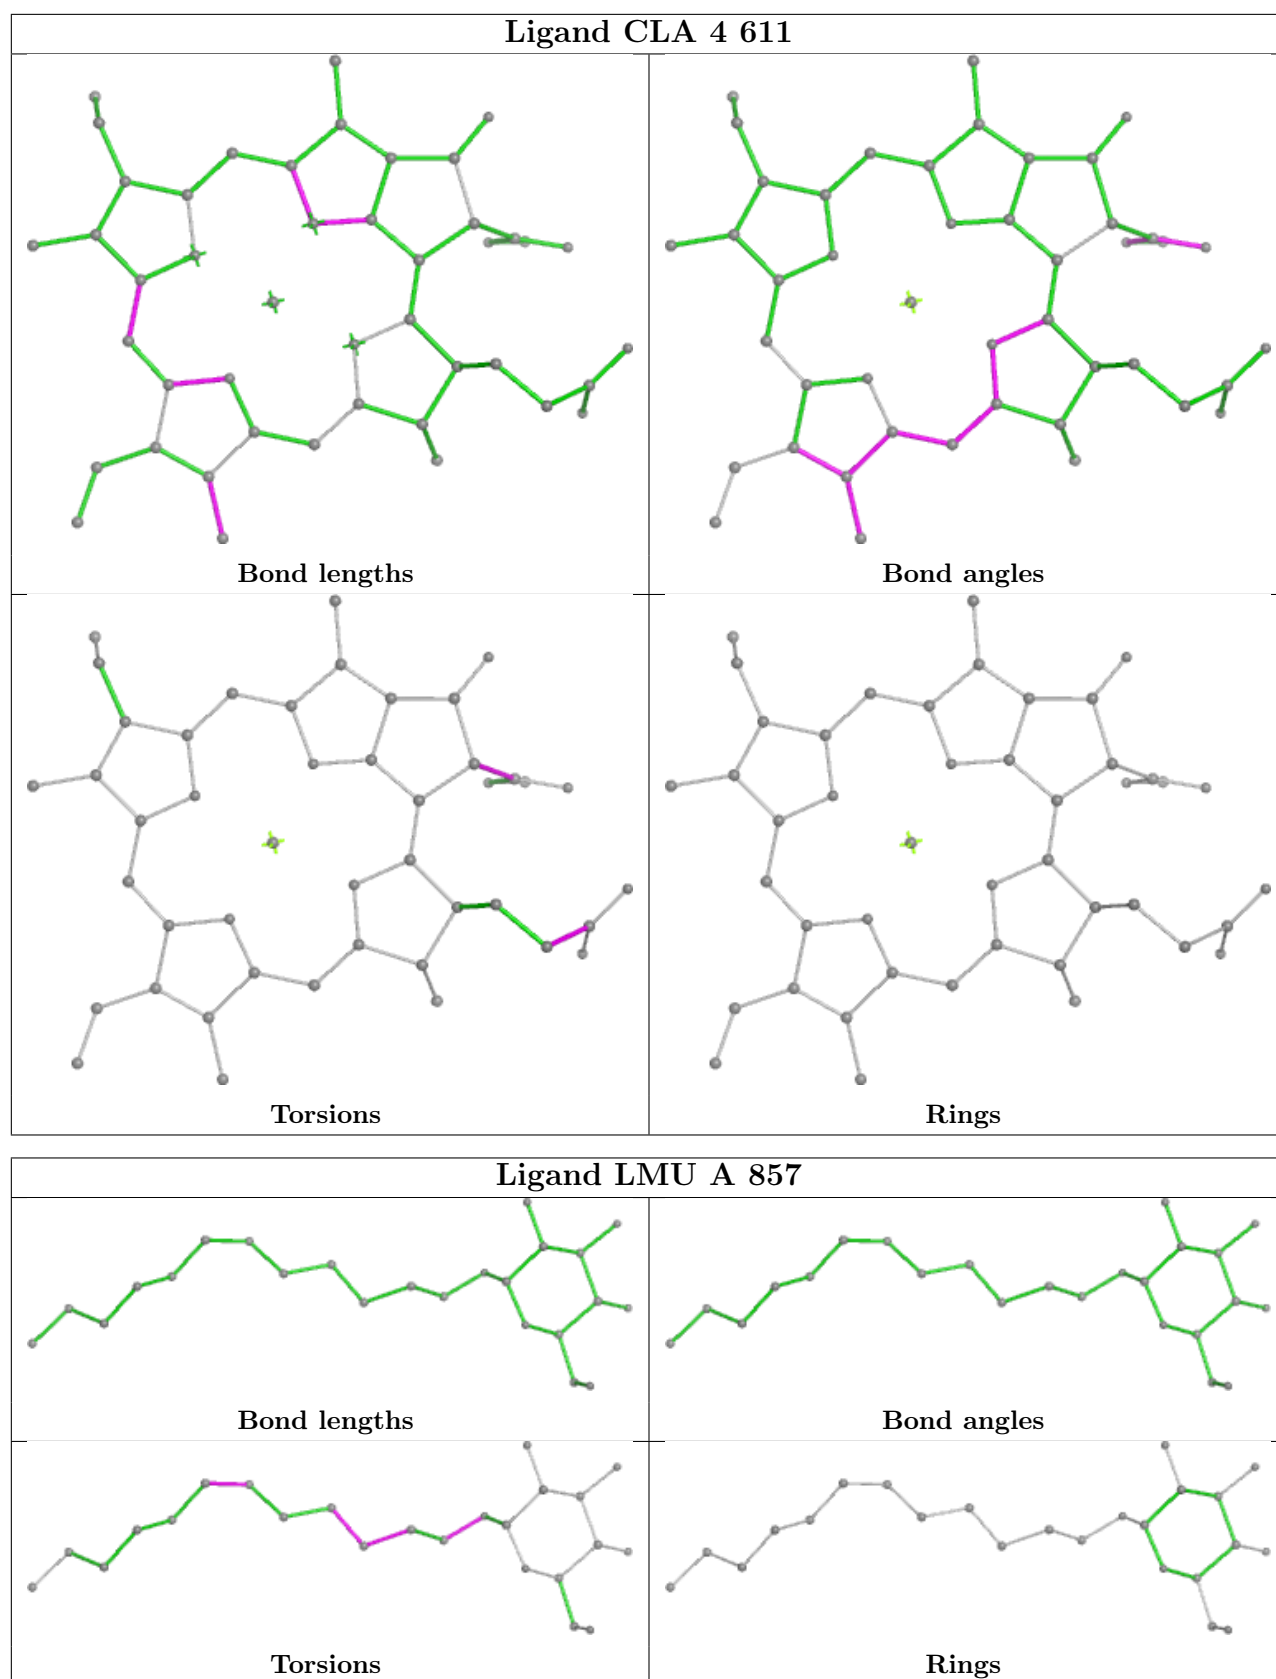 Ligand CLA 4 611
Bond lengths
Bond angles
Torsions
Rings
Ligand LMU A 857
Bond lengths
Bond angles
Torsions
Rings